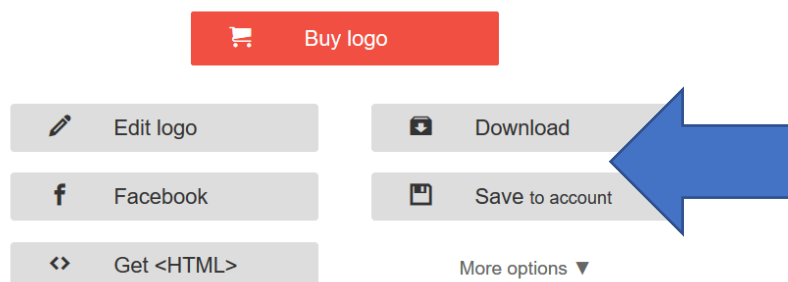 Buy logo
Edit logo
Download
Facebook
Save to account
Get <HTML>
More options ▼